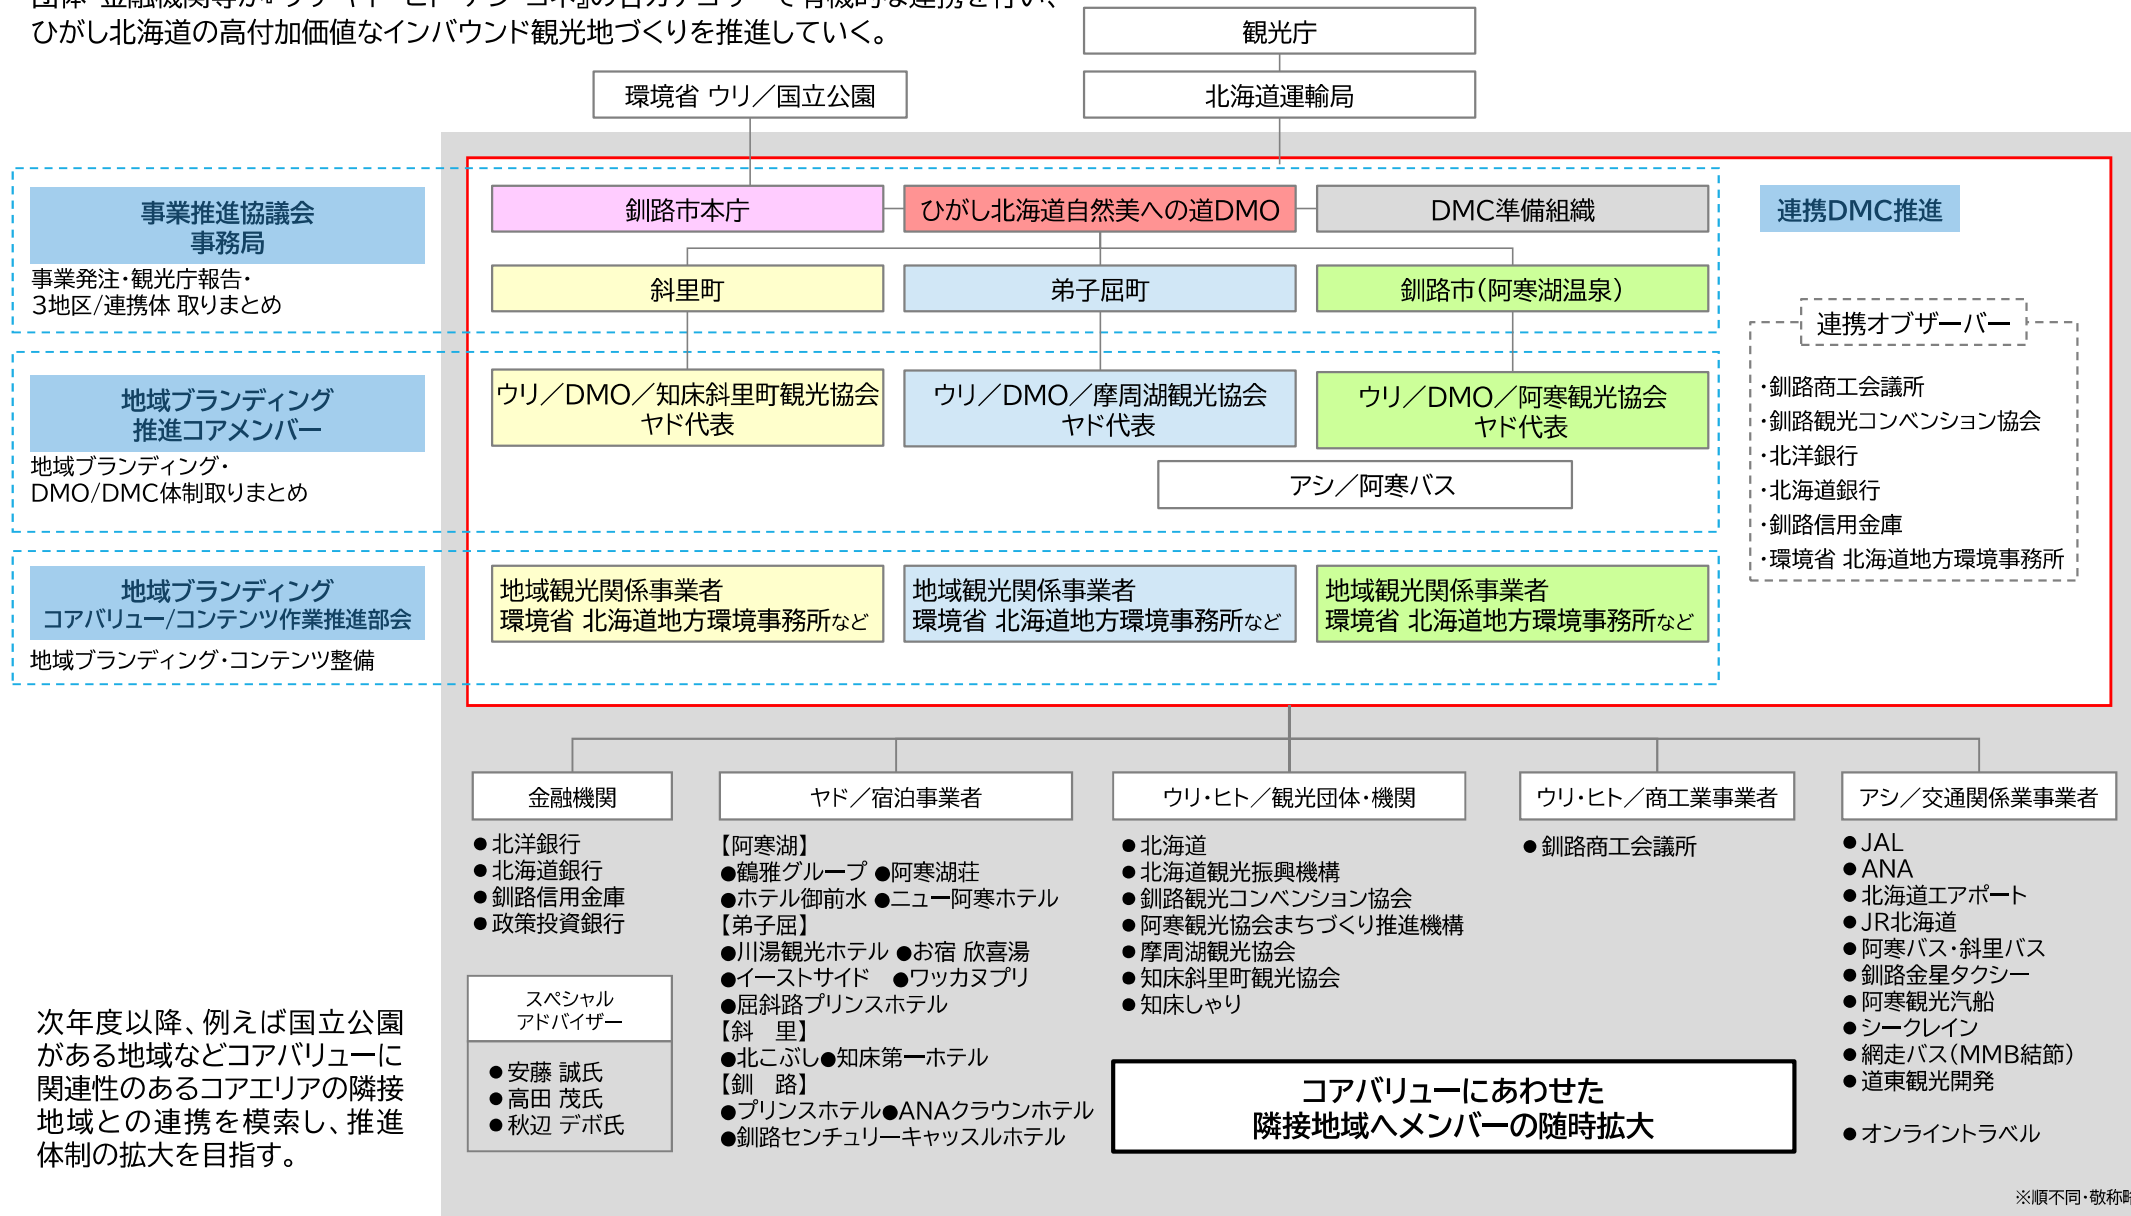 ひがし北海道の高付加価値なインバウンド観光地づくりを推進していく。
観光庁
環境省 ウリ／国立公園
北海道運輸局
事業推進協議会
事務局
事業発注・観光庁報告・
3地区/連携体 取りまとめ
釧路市本庁
ひがし北海道自然美への道DMO
DMC準備組織
連携DMC推進
斜里町
弟子屈町
釧路市（阿寒湖温泉）
地域ブランディング
推進コアメンバー
地域ブランディング・
DMO/DMC体制取りまとめ
ウリ／DMO／知床斜里町観光協会
ヤド代表
ウリ／DMO／摩周湖観光協会
ヤド代表
ウリ／DMO／阿寒観光協会
ヤド代表
アシ／阿寒バス
連携オブザーバー
・釧路商工会議所
・釧路観光コンベンション協会
・北洋銀行
・北海道銀行
・釧路信用金庫
・環境省 北海道地方環境事務所
地域ブランディング
コアバリュー/コンテンツ作業推進部会
地域ブランディング・コンテンツ整備
地域観光関係事業者
環境省 北海道地方環境事務所など
地域観光関係事業者
環境省 北海道地方環境事務所など
地域観光関係事業者
環境省 北海道地方環境事務所など
金融機関
●北洋銀行
●北海道銀行
●釧路信用金庫
●政策投資銀行
スペシャル
アドバイザー
●安藤 誠氏
●高田 茂氏
●秋辺 デボ氏
ヤド／宿泊事業者
【阿寒湖】
●鶴雅グループ ●阿寒湖荘
●ホテル御前水 ●ニュー阿寒ホテル
【弟子屈】
●川湯観光ホテル ●お宿 欣喜湯
●イーストサイド　●ワッカヌプリ
●屈斜路プリンスホテル
【斜　里】
●北こぶし●知床第一ホテル
【釧　路】
●プリンスホテル●ANAクラウンホテル
●釧路センチュリーキャッスルホテル
ウリ・ヒト／観光団体・機関
●北海道
●北海道観光振興機構
●釧路観光コンベンション協会
●阿寒観光協会まちづくり推進機構
●摩周湖観光協会
●知床斜里町観光協会
●知床しゃり
ウリ・ヒト／商工業事業者
●釧路商工会議所
アシ／交通関係業事業者
●JAL
●ANA
●北海道エアポート
●JR北海道
●阿寒バス・斜里バス
●釧路金星タクシー
●阿寒観光汽船
●シークレイン
●網走バス（MMB結節）
●道東観光開発
●オンライントラベル
コアバリューにあわせた
隣接地域へメンバーの随時拡大
次年度以降、例えば国立公園
がある地域などコアバリューに
関連性のあるコアエリアの隣接
地域との連携を模索し、推進
体制の拡大を目指す。
※順不同・敬称略